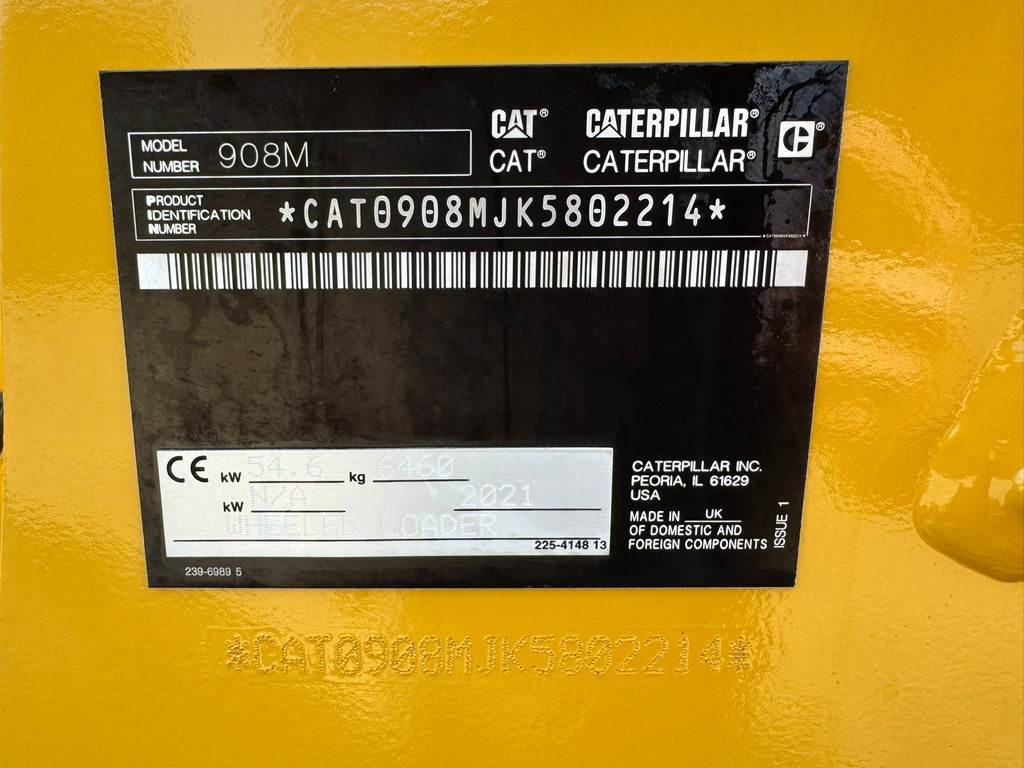 CAT® CATERPILLAR®
CAT® CATERPILLAR®
MODEL NUMBER 908M
PRODUCT IDENTIFICATION NUMBER *CAT0908MJK5802214*
CE kW 54.6 kg 6460
kW N/A 2021
WHEELED LOADER
225-4148 13
239-6989 5
CATERPILLAR INC.
PEORIA, IL 61629
USA
MADE IN UK
OF DOMESTIC AND
FOREIGN COMPONENTS
ISSUE 1
*CAT0908MJK5802214*